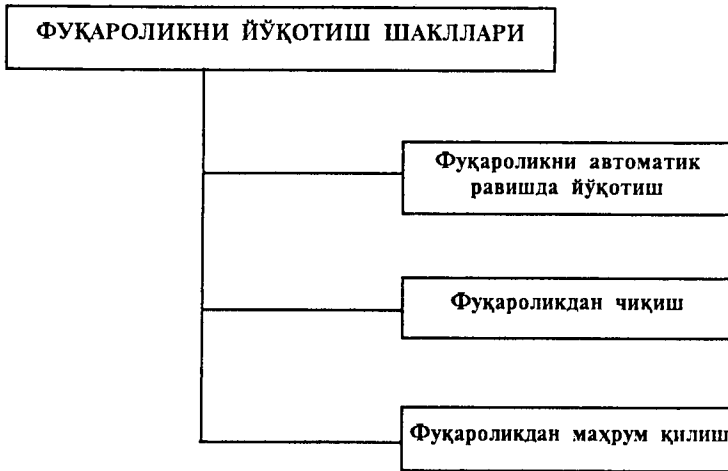 ФУҚАРОЛИКНИ ЙЎҚОТИШ ШАКЛЛАРИ
Фуқароликни автоматик
равишда йўқотиш
Фуқароликдан чиқиш
Фуқароликдан маҳрум қилиш